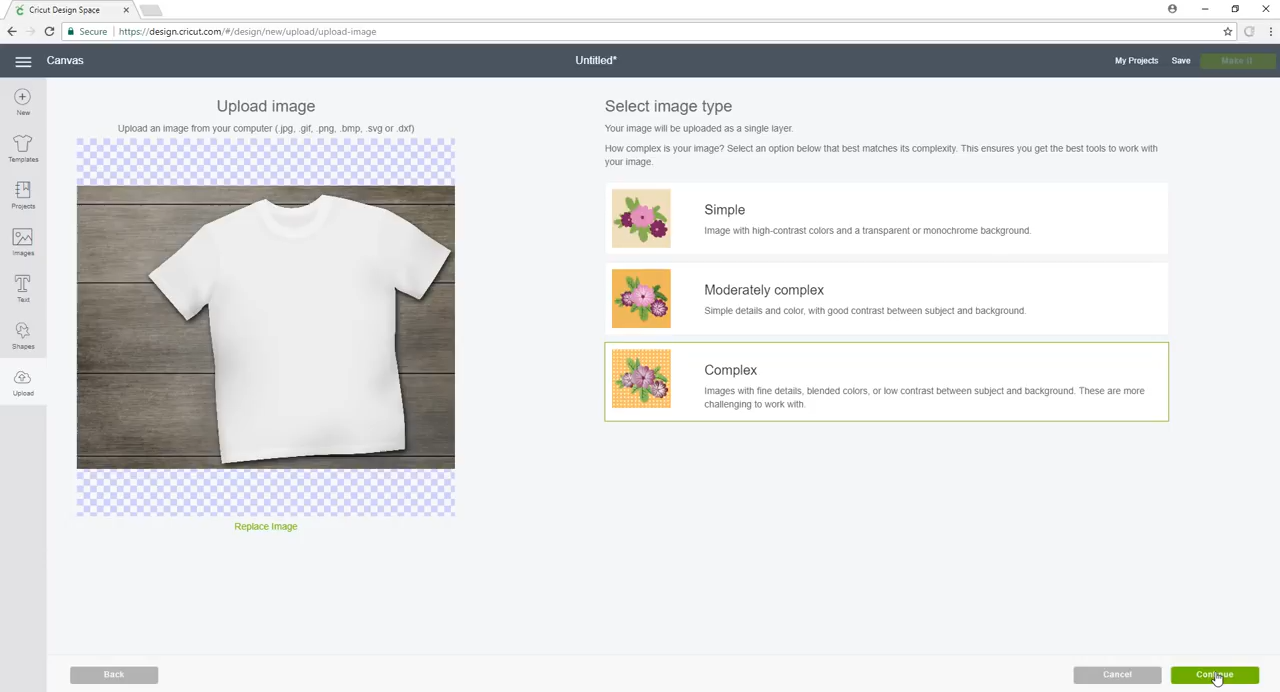 Cricut Design Space
Secure https://design.cricut.com/#/design/new/upload/upload-image
Canvas
Untitled*
My Projects
Save
Make It
New
Templates
Projects
Images
Text
Shapes
Upload
Upload image
Upload an image from your computer (.jpg, .gif, .png, .bmp, .svg or .dxf)
Replace Image
Select image type
Your image will be uploaded as a single layer.
How complex is your image? Select an option below that best matches its complexity. This ensures you get the best tools to work with
your image.
Simple
Image with high-contrast colors and a transparent or monochrome background.
Moderately complex
Simple details and color, with good contrast between subject and background.
Complex
Images with fine details, blended colors, or low contrast between subject and background. These are more
challenging to work with.
Back
Cancel
Continue